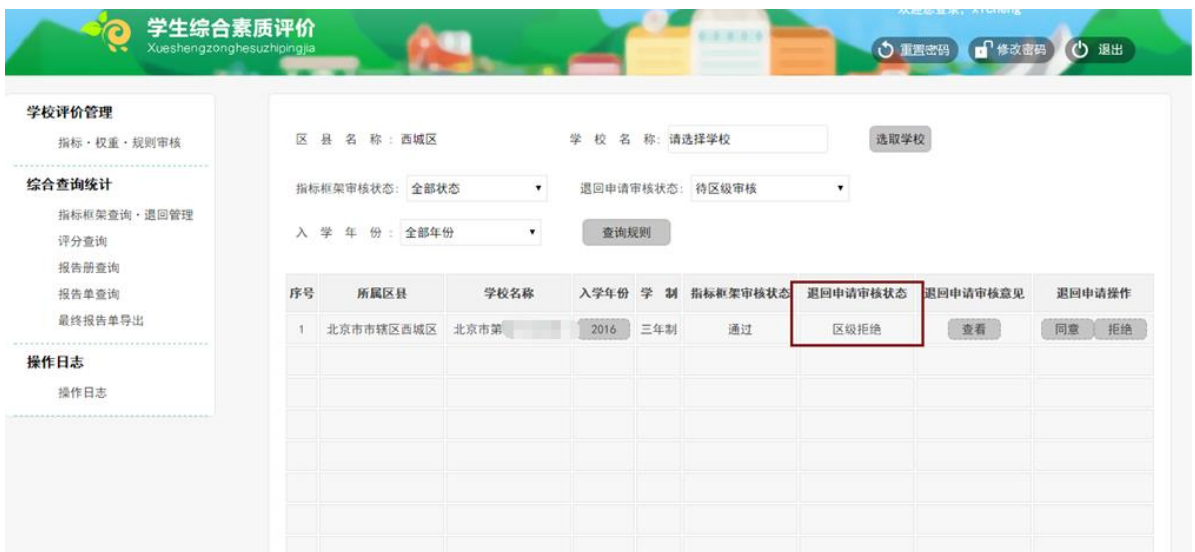 学生综合素质评价
Xueshengzonghesuzhipingjia
重置密码 修改密码 退出
学校评价管理
指标·权重·规则审核
综合查询统计
指标框架查询·退回管理
评分查询
报告册查询
报告单查询
最终报告单导出
操作日志
操作日志
区县名称：西城区 学校名称：请选择学校 选取学校
指标框架审核状态：全部状态 退回申请审核状态：待区级审核
入学年份：全部年份 查询规则
序号 所属区县 学校名称 入学年份 学制 指标框架审核状态 退回申请审核状态 退回申请审核意见 退回申请操作
1 北京市市辖区西城区 北京市第 2016 三年制 通过 区级拒绝 查看 同意 拒绝